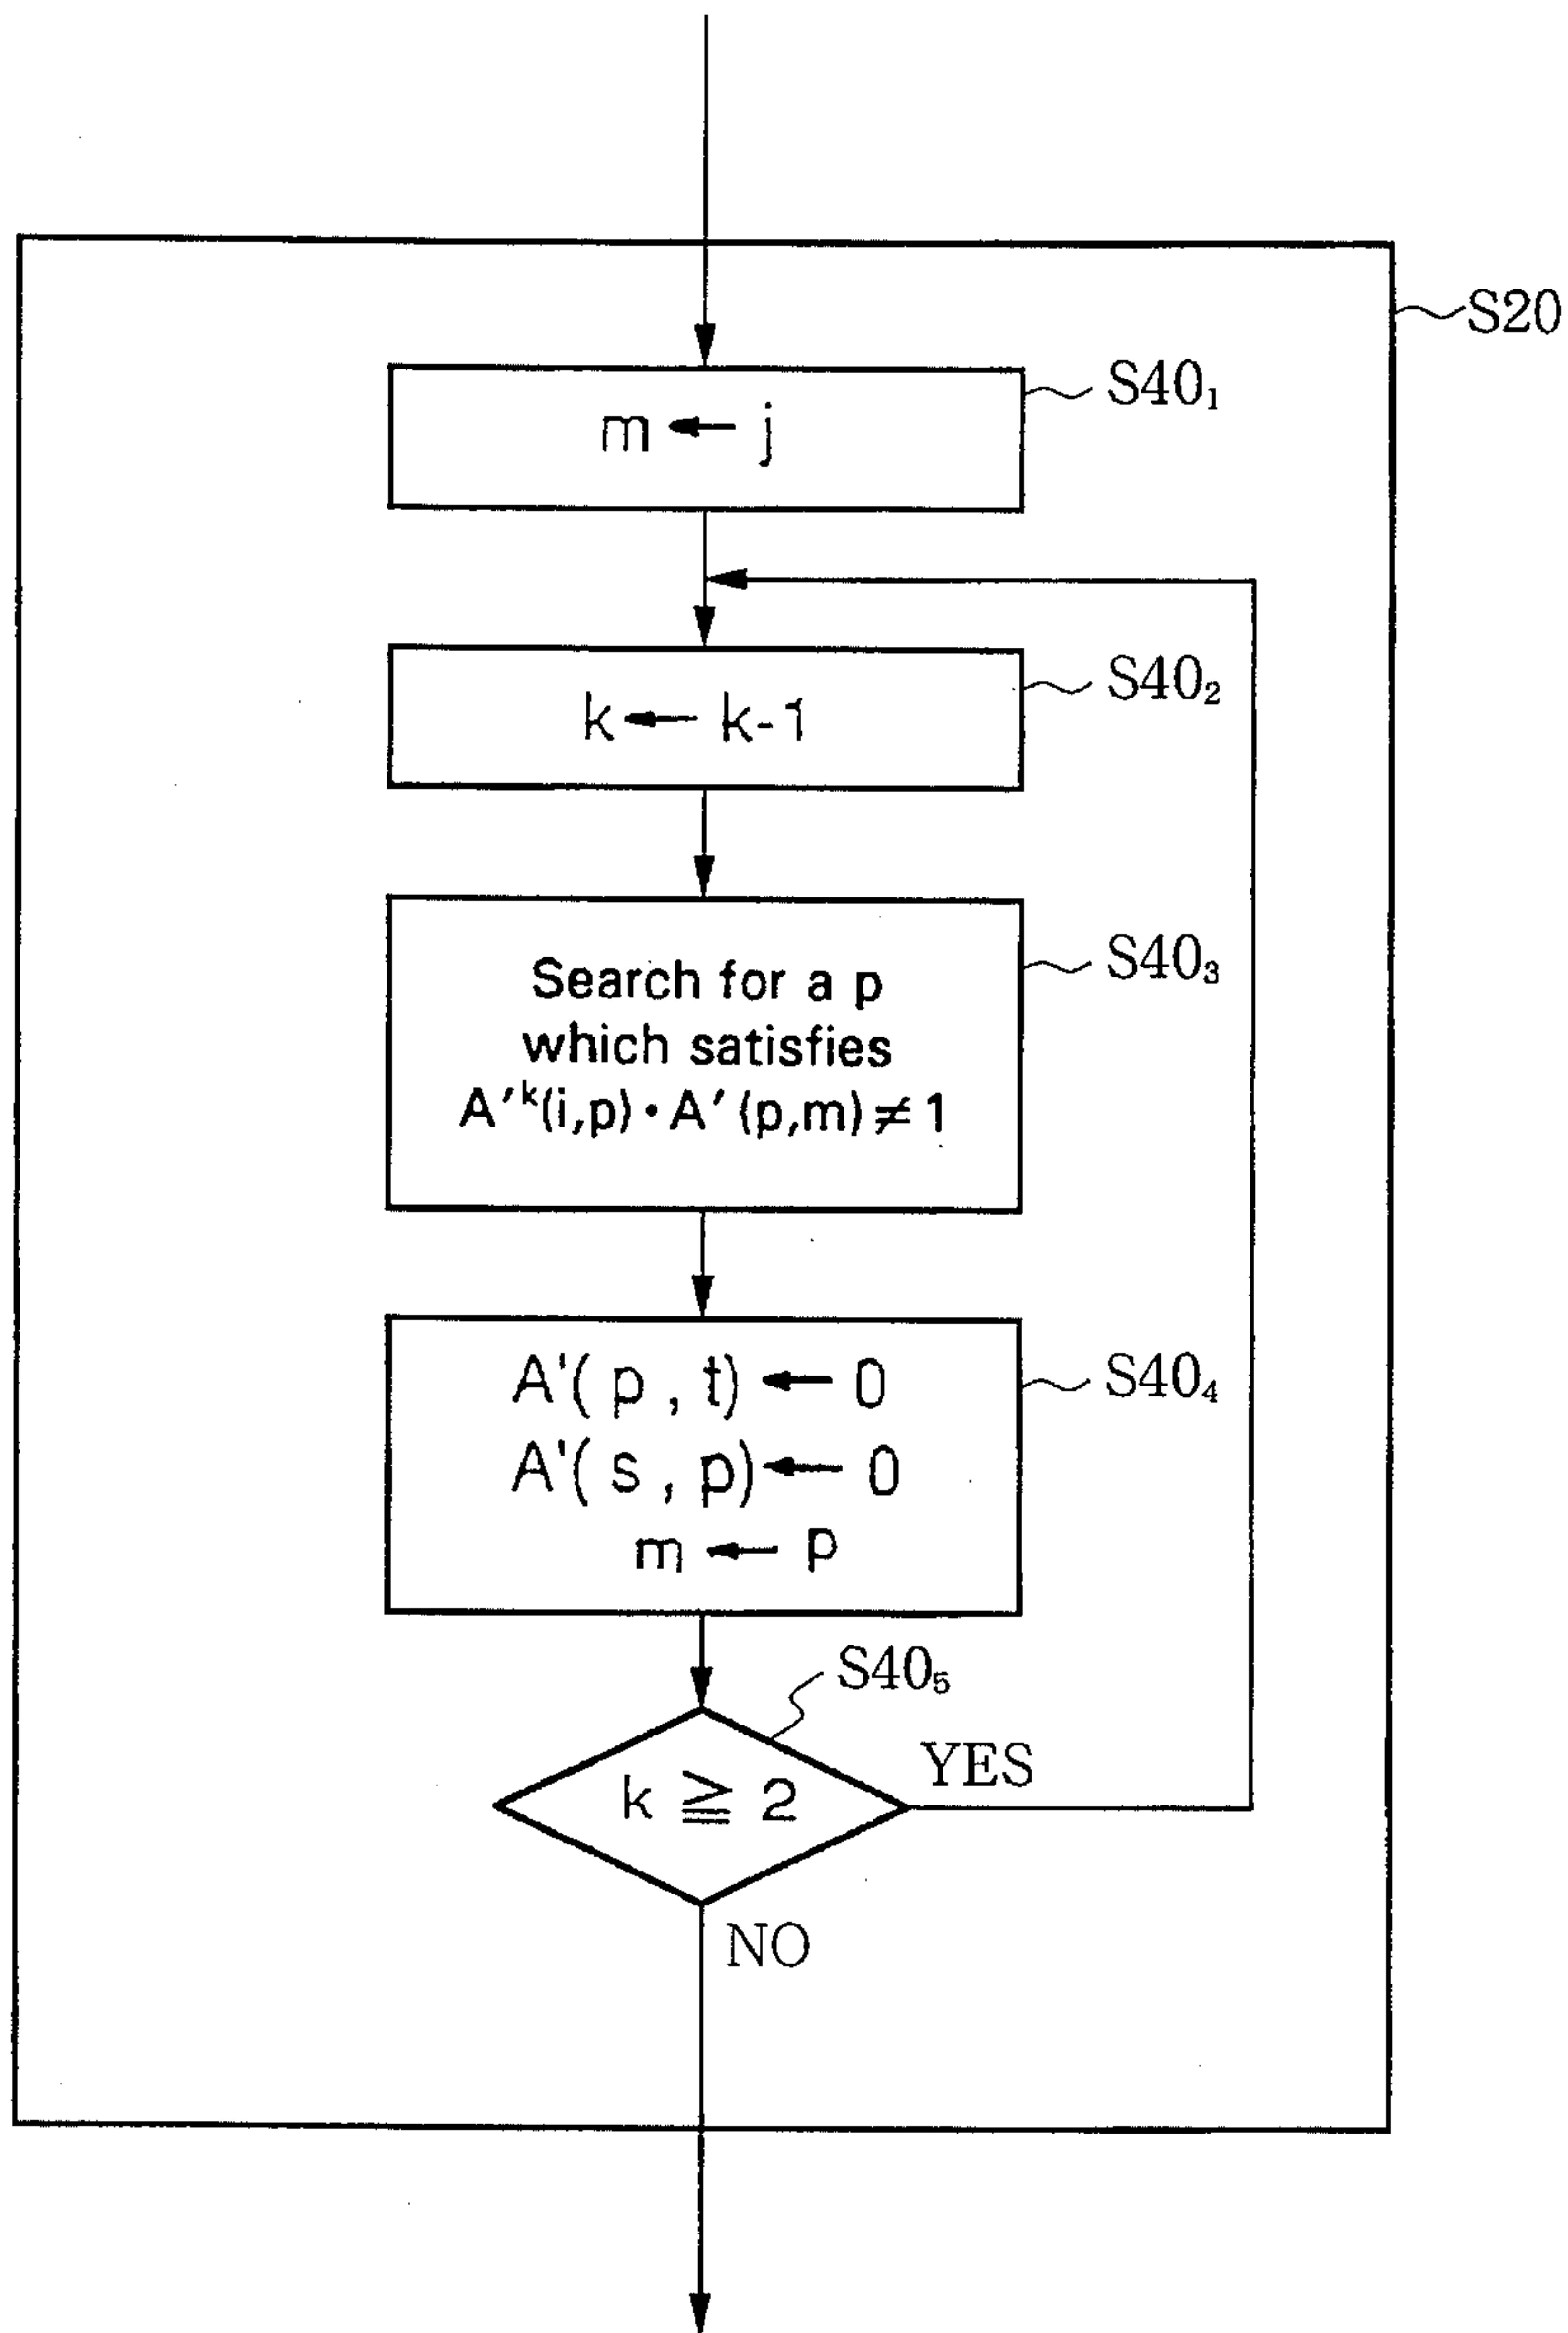 S20
S40₁
m ← j
S40₂
k ← k-1
S40₃
Search for a p
which satisfies
A′ᵏ(i,p)・A′(p,m) ≠ 1
S40₄
A'( p , t) ← 0
A'( s , p) ← 0
m ← p
S40₅
k ≧ 2
YES
NO